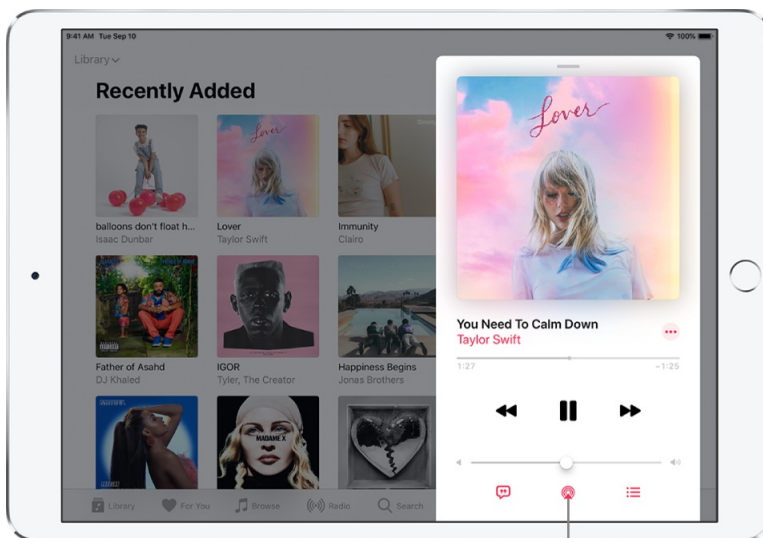 9:41 AM Tue Sep 10
100%
Library
Recently Added
balloons don't float h...
Isaac Dunbar
Lover
Lover
Taylor Swift
Immunity
Clairo
Father of Asahd
DJ Khaled
IGOR
Tyler, The Creator
Happiness Begins
Jonas Brothers
MADAME X
Library
For You
Browse
Radio
Search
Lover
You Need To Calm Down
Taylor Swift
1:27
−1:25